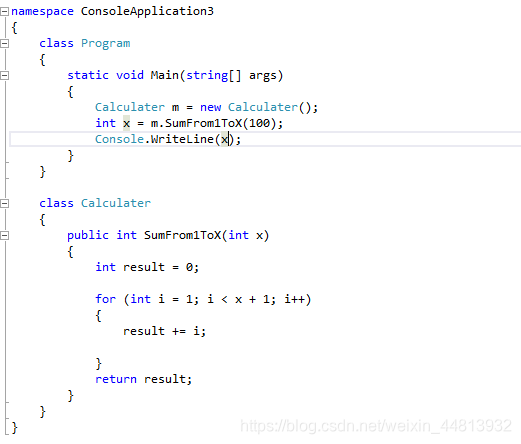 namespace ConsoleApplication3
{
class Program
{
static void Main(string[] args)
{
Calculater m = new Calculater();
int x = m.SumFrom1ToX(100);
Console.WriteLine(x);
}
}
class Calculater
{
public int SumFrom1ToX(int x)
{
int result = 0;
for (int i = 1; i < x + 1; i++)
{
result += i;
}
return result;
}
}
}
https://blog.csdn.net/weixin_44813932